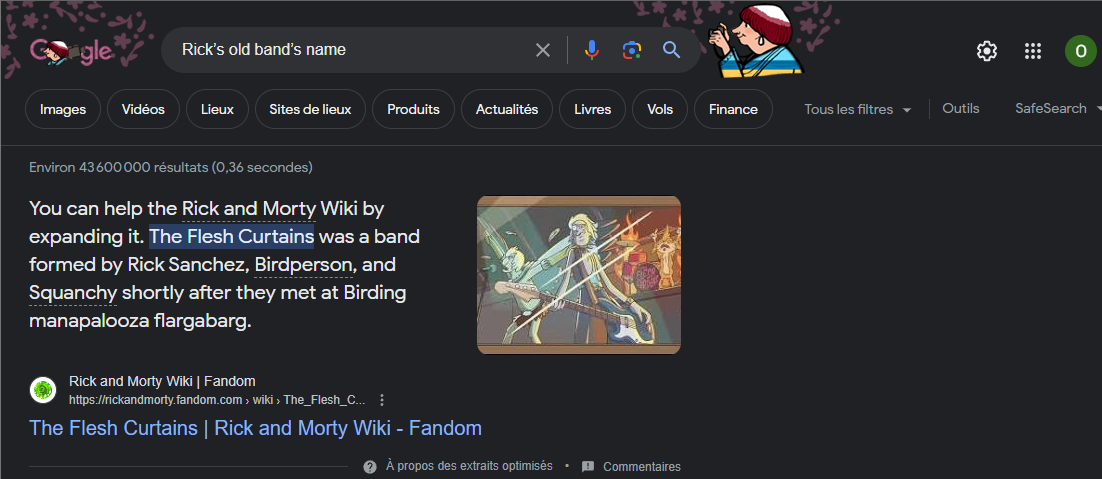 Google
Rick's old band's name
Images Vidéos Lieux Sites de lieux Produits Actualités Livres Vols Finance Tous les filtres Outils SafeSearch
O
Environ 43 600 000 résultats (0,36 secondes)
You can help the Rick and Morty Wiki by
expanding it. The Flesh Curtains was a band
formed by Rick Sanchez, Birdperson, and
Squanchy shortly after they met at Birding
manapalooza flargabarg.
Rick and Morty Wiki | Fandom
https://rickandmorty.fandom.com › wiki › The_Flesh_C...
The Flesh Curtains | Rick and Morty Wiki - Fandom
À propos des extraits optimisés • Commentaires